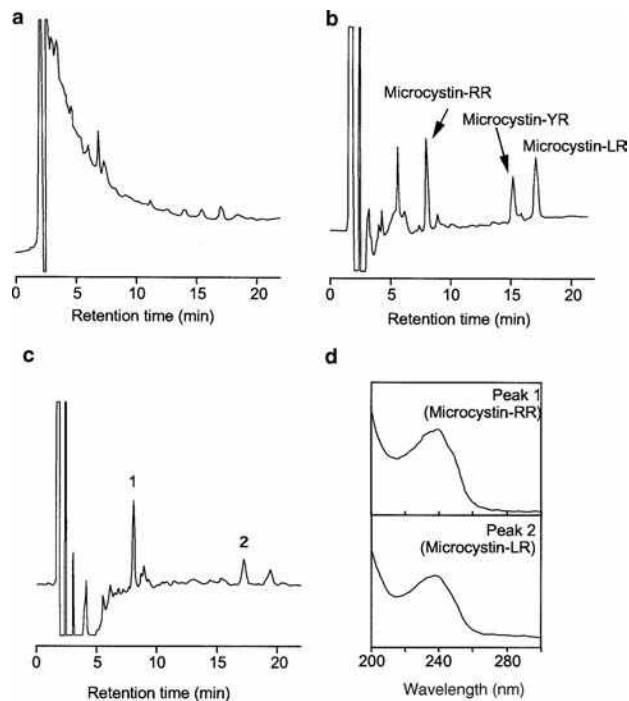 a
0 5 10 15 20
Retention time (min)
b
Microcystin-RR
Microcystin-YR
Microcystin-LR
0 5 10 15 20
Retention time (min)
c
1
2
0 5 10 15 20
Retention time (min)
d
Peak 1
(Microcystin-RR)
Peak 2
(Microcystin-LR)
200 240 280
Wavelength (nm)